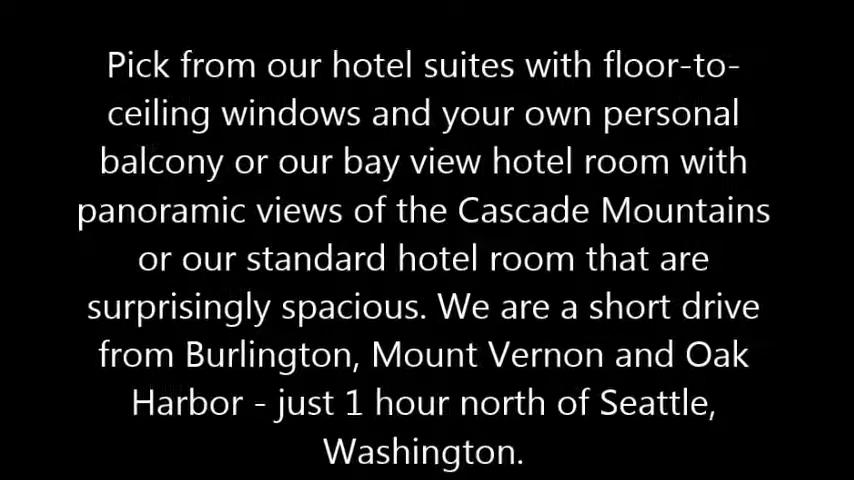 Pick from our hotel suites with floor-to-
ceiling windows and your own personal
balcony or our bay view hotel room with
panoramic views of the Cascade Mountains
or our standard hotel room that are
surprisingly spacious. We are a short drive
from Burlington, Mount Vernon and Oak
Harbor - just 1 hour north of Seattle,
Washington.